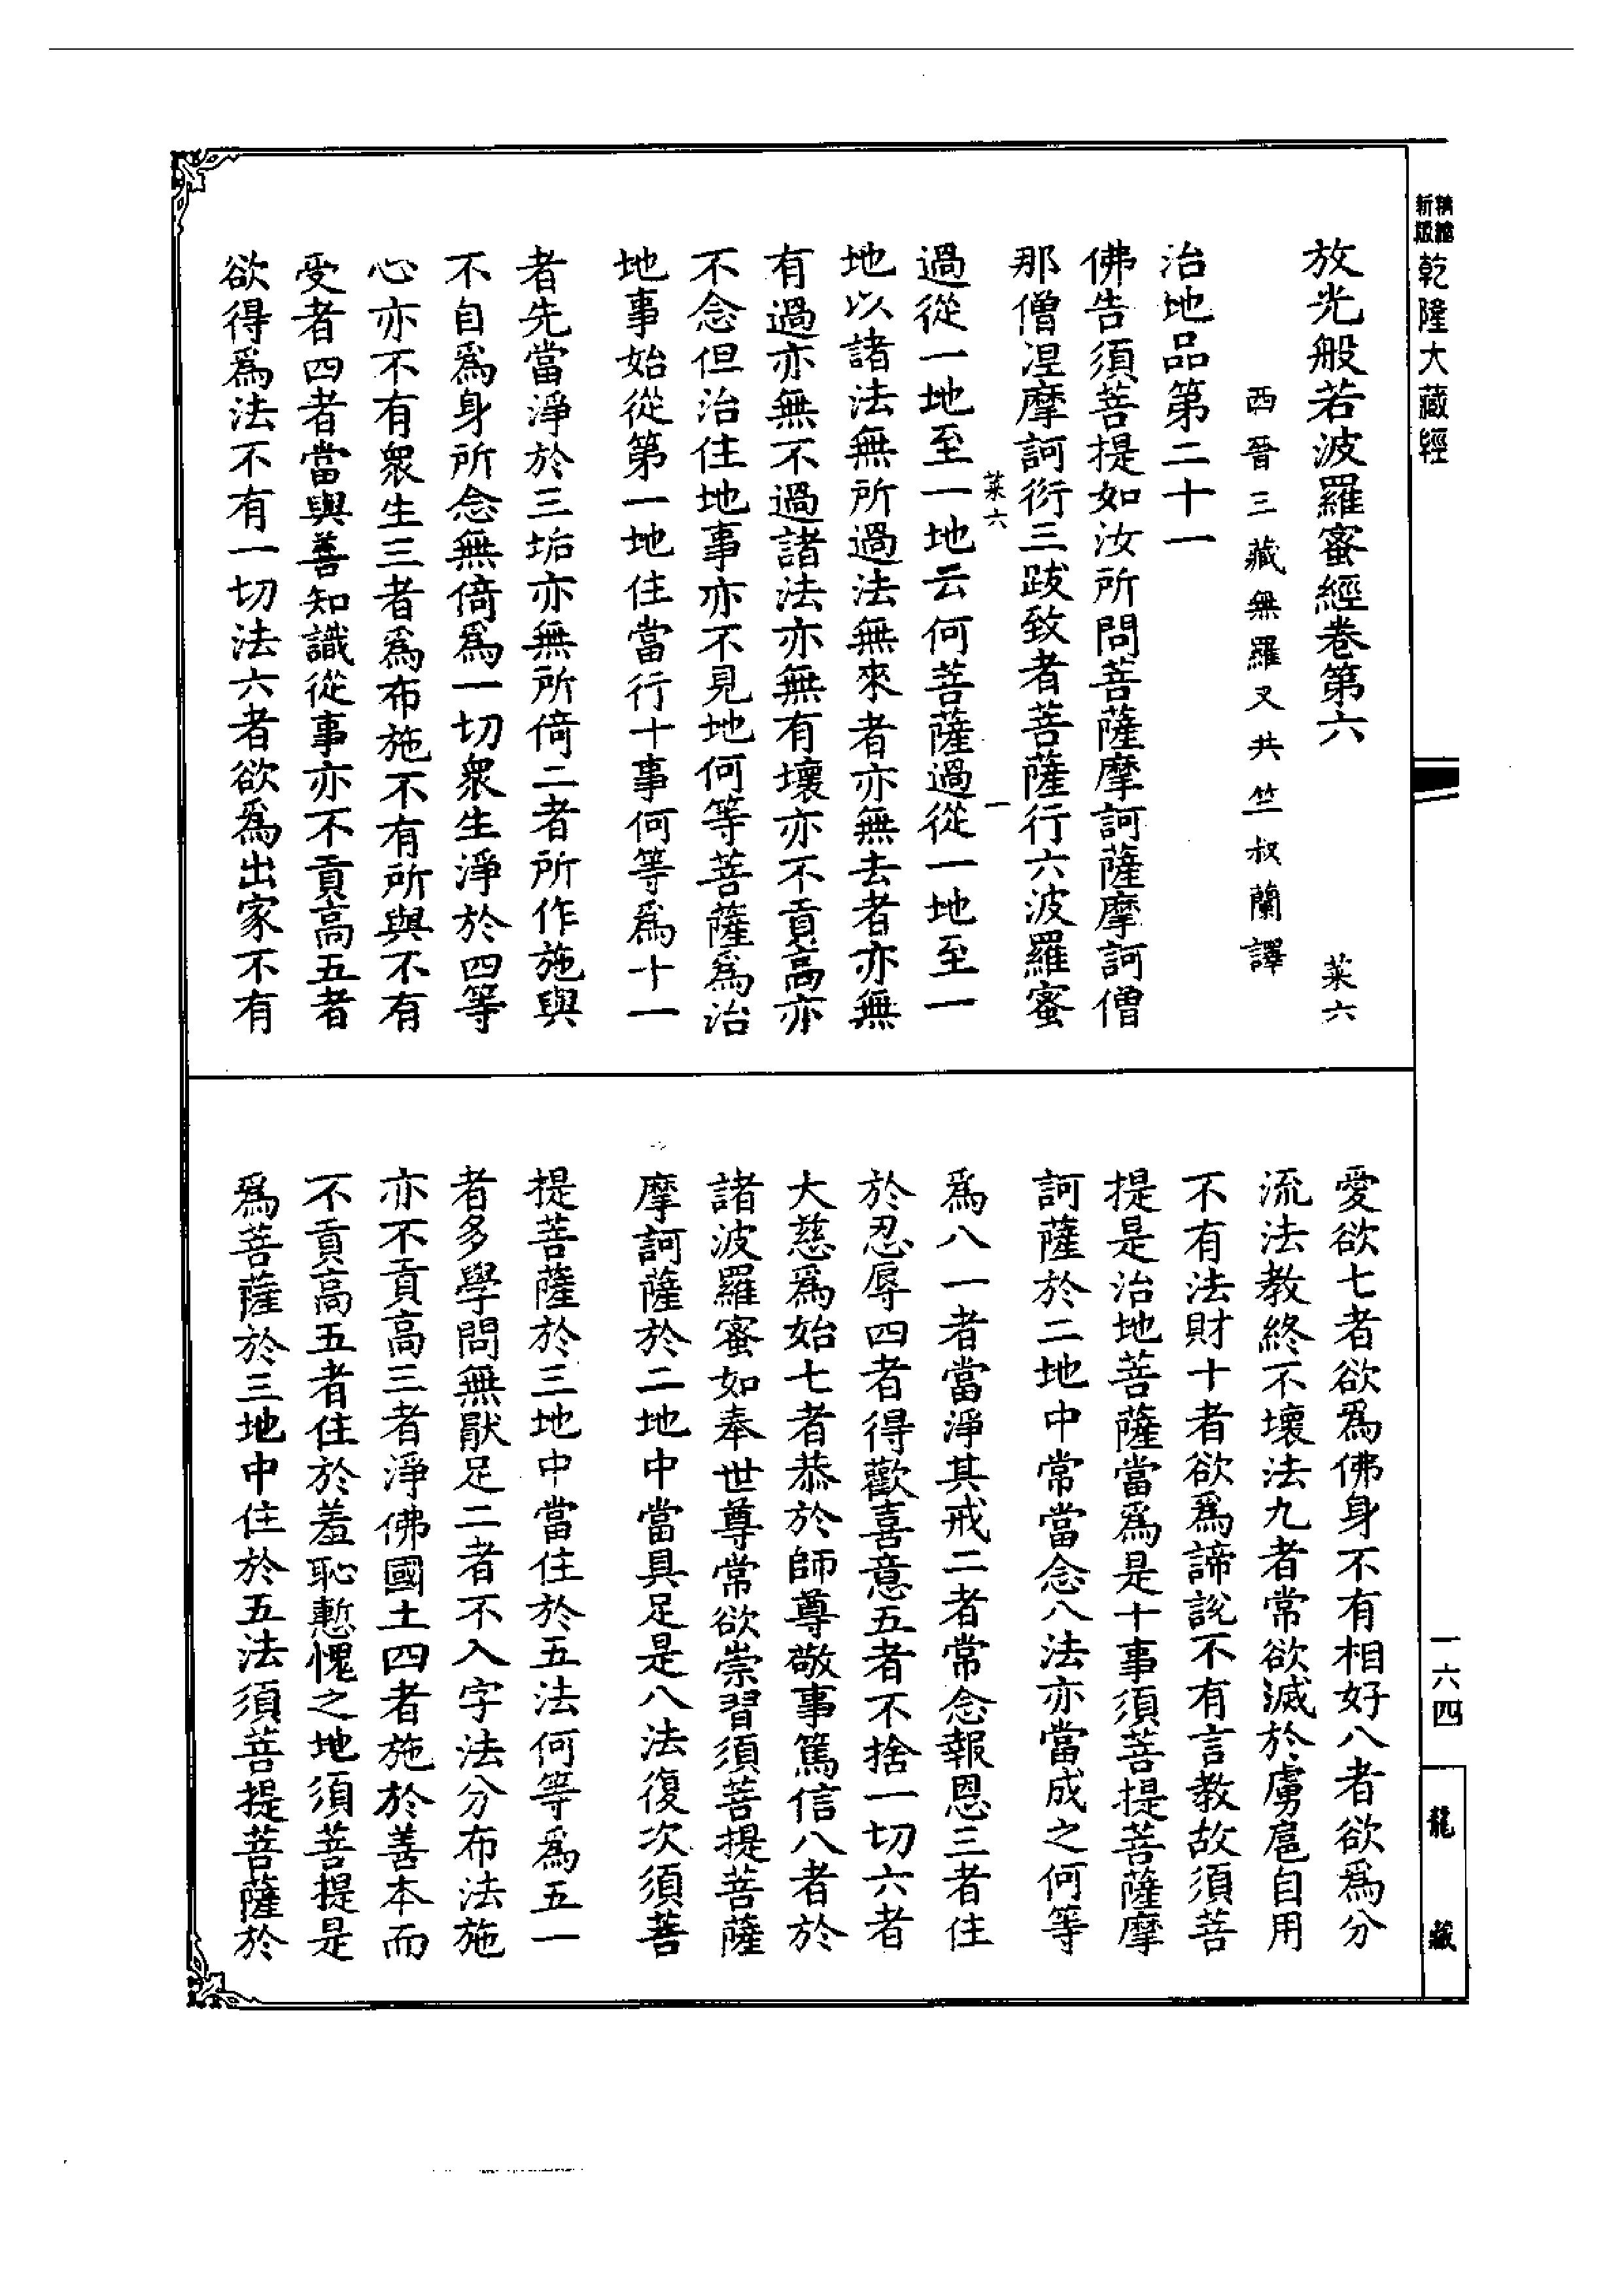 精縮新版乾隆大藏經
放光般若波羅蜜經卷第六 菜六
西晉三藏無羅叉共竺叔蘭譯
治地品第二十一
佛告須菩提如汝所問菩薩摩訶薩摩訶僧
那僧涅摩訶衍三跋致者菩薩行六波羅蜜
菜六 一
過從一地至一地云何菩薩過從一地至一
地以諸法無所過法無來者亦無去者亦無
有過亦無不過諸法亦無有壞亦不貢高亦
不念但治住地事亦不見地何等菩薩為治
地事始從第一地住當行十事何等為十一
者先當淨於三垢亦無所倚二者所作施與
不自為身所念無倚為一切眾生淨於四等
心亦不有眾生三者為布施不有所與不有
受者四者當與善知識從事亦不貢高五者
欲得為法不有一切法六者欲為出家不有
愛欲七者欲為佛身不有相好八者欲為分
流法教終不壞法九者常欲滅於虜扈自用
不有法財十者欲為諦說不有言教故須菩
提是治地菩薩當為是十事須菩提菩薩摩
訶薩於二地中常當念八法亦當成之何等
為八一者當淨其戒二者常念報恩三者住
於忍辱四者得歡喜意五者不捨一切六者
大慈為始七者恭於師尊敬事篤信八者於
諸波羅蜜如奉世尊常欲崇習須菩提菩薩
摩訶薩於二地中當具足是八法復次須菩
提菩薩於三地中當住於五法何等為五一
者多學問無厭足二者不入字法分布法施
亦不貢高三者淨佛國土四者施於善本而
不貢高五者住於羞恥慙愧之地須菩提是
為菩薩於三地中住於五法須菩提菩薩於
一六四
龍藏